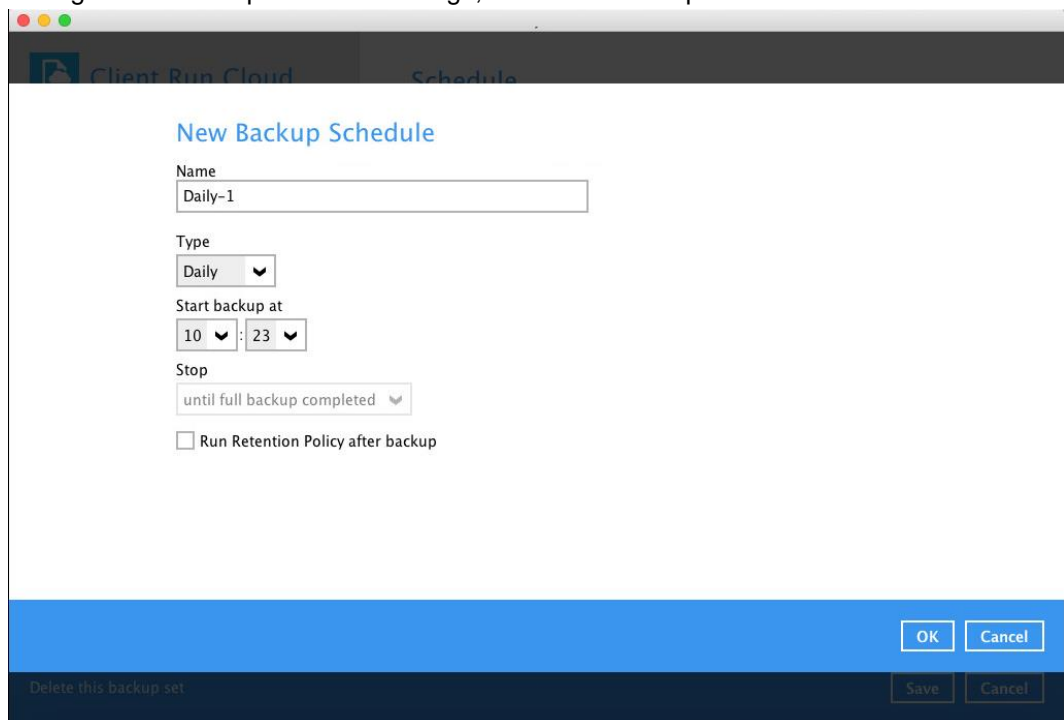 Client Run Cloud
Schedule
New Backup Schedule
Name
Daily-1
Type
Daily
Start backup at
10 : 23
Stop
until full backup completed
Run Retention Policy after backup
OK Cancel
Delete this backup set
Save Cancel